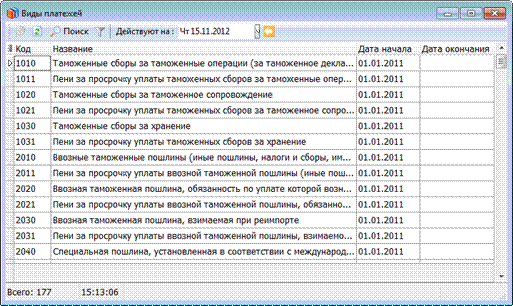 Виды платежей
Поиск Действуют на: Чт 15.11.2012
Код Название Дата начала Дата окончания
1010 Таможенные сборы за таможенные операции (за таможенное декла... 01.01.2011
1011 Пени за просрочку уплаты таможенных сборов за таможенные опер... 01.01.2011
1020 Таможенные сборы за таможенное сопровождение 01.01.2011
1021 Пени за просрочку уплаты таможенных сборов за таможенное сопро... 01.01.2011
1030 Таможенные сборы за хранение 01.01.2011
1031 Пени за просрочку уплаты таможенных сборов за хранение 01.01.2011
2010 Ввозные таможенные пошлины (иные пошлины, налоги и сборы, им... 01.01.2011
2011 Пени за просрочку уплаты ввозной таможенной пошлины (иные пош... 01.01.2011
2020 Ввозная таможенная пошлина, обязанность по уплате которой возн... 01.01.2011
2021 Пени за просрочку уплаты ввозной таможенной пошлины, обязанно... 01.01.2011
2030 Ввозная таможенная пошлина, взимаемая при реимпорте 01.01.2011
2031 Пени за просрочку уплаты ввозной таможенной пошлины, взимаемо... 01.01.2011
2040 Специальная пошлина, установленная в соответствии с международ... 01.01.2011
Всего: 177 15:13:06